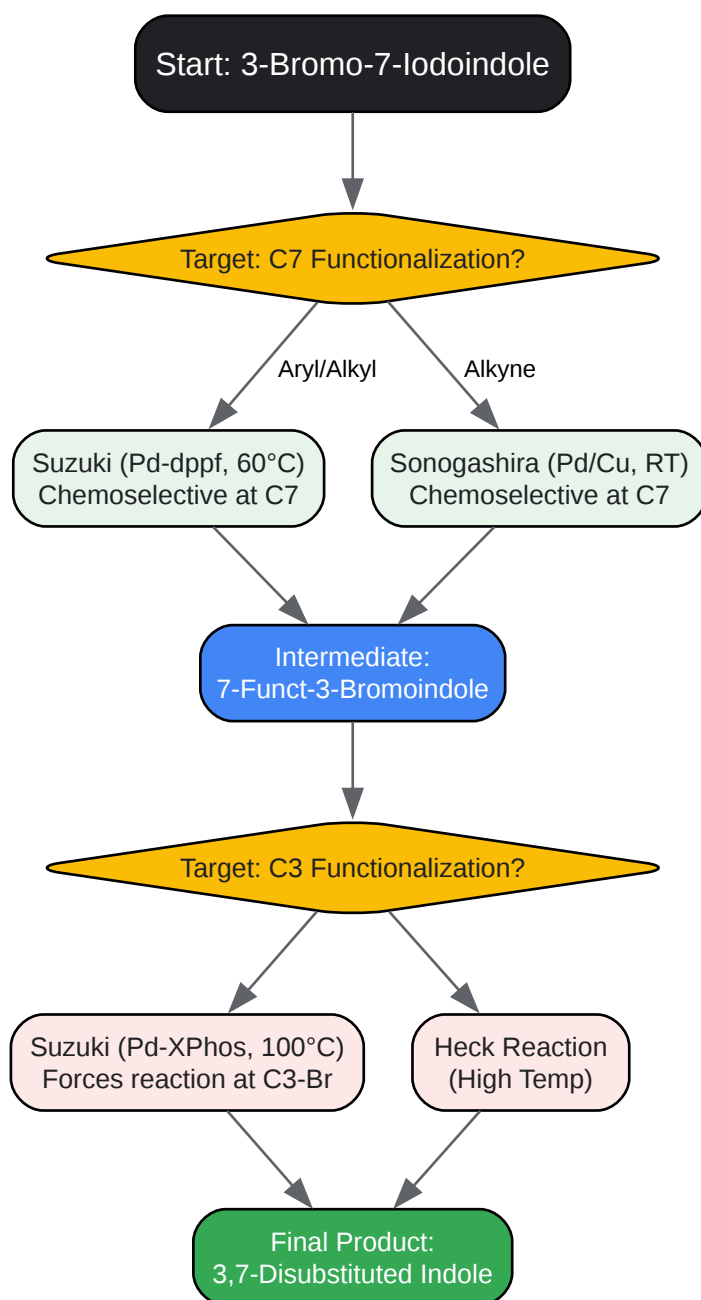 Start: 3-Bromo-7-Iodoindole
Target: C7 Functionalization?
Aryl/Alkyl
Alkyne
Suzuki (Pd-dppf, 60°C)
Chemoselective at C7
Sonogashira (Pd/Cu, RT)
Chemoselective at C7
Intermediate:
7-Funct-3-Bromoindole
Target: C3 Functionalization?
Suzuki (Pd-XPhos, 100°C)
Forces reaction at C3-Br
Heck Reaction
(High Temp)
Final Product:
3,7-Disubstituted Indole